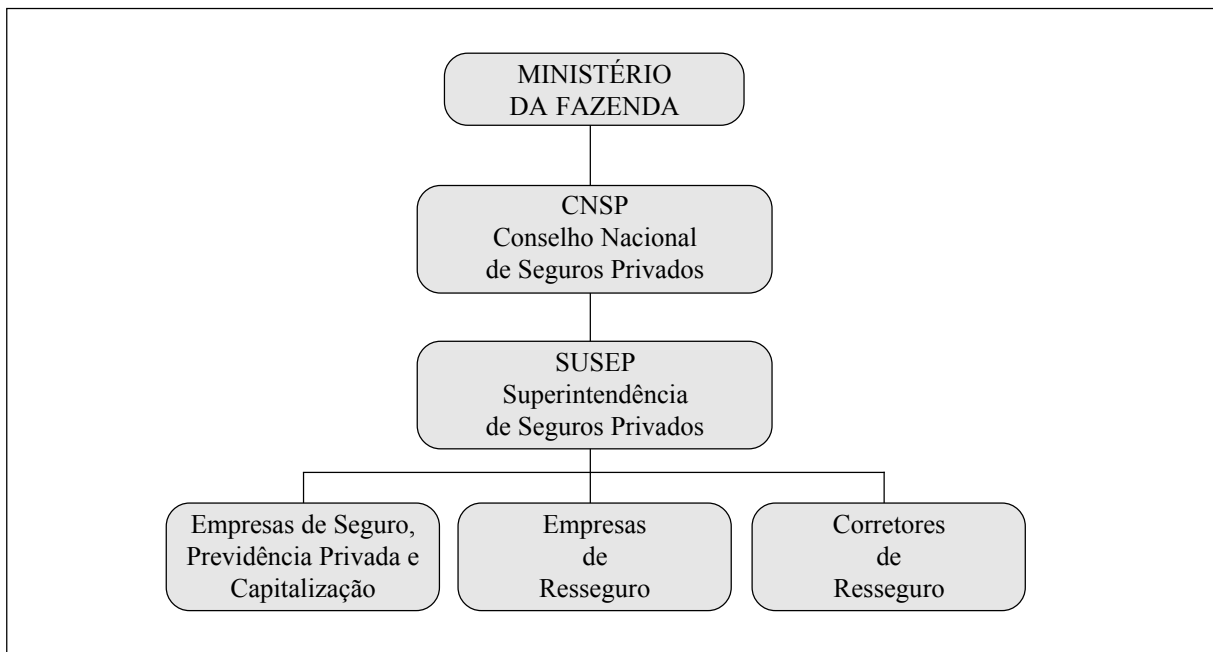 MINISTÉRIO
DA FAZENDA
CNSP
Conselho Nacional
de Seguros Privados
SUSEP
Superintendência
de Seguros Privados
Empresas de Seguro,
Previdência Privada e
Capitalização
Empresas
de
Resseguro
Corretores
de
Resseguro